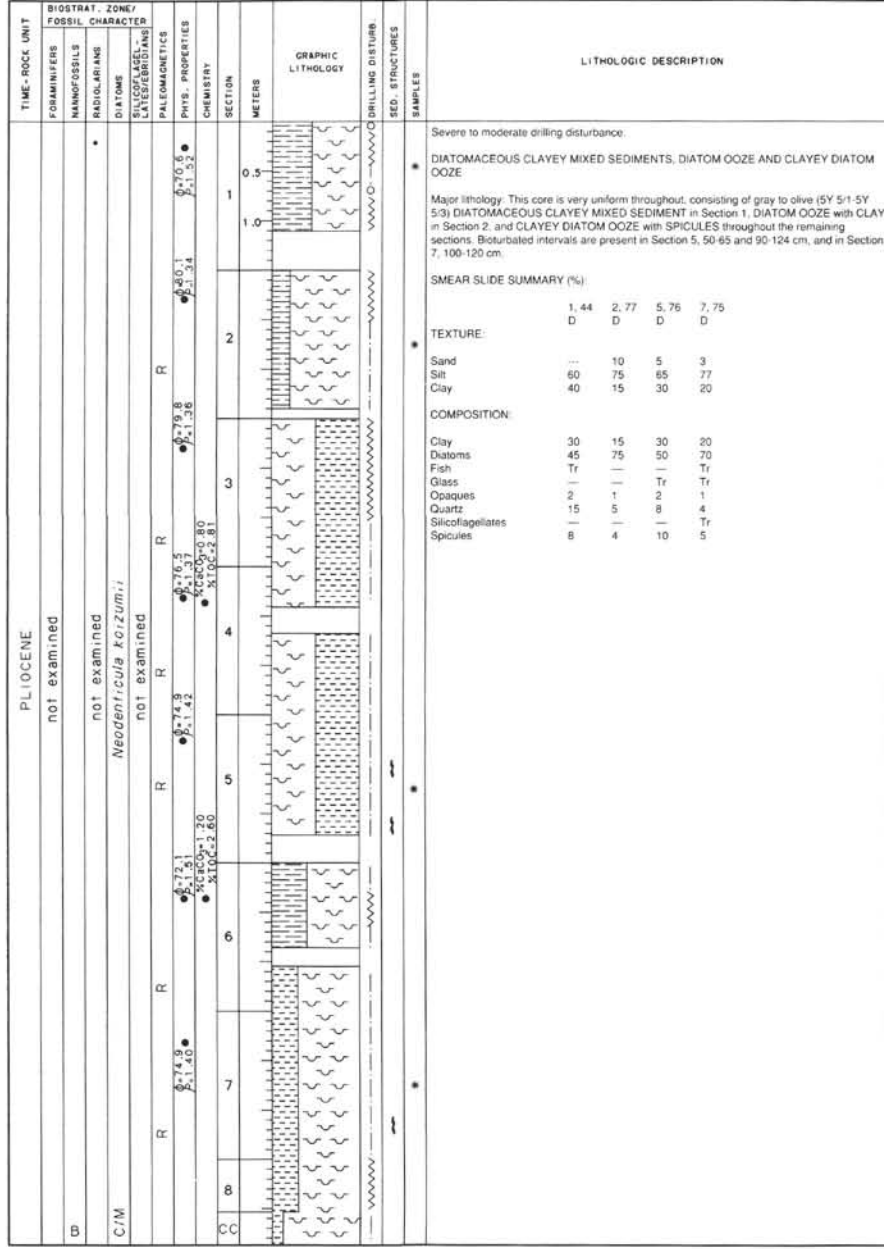 TIME-ROCK UNIT
BIOSTRAT. ZONE/
FOSSIL CHARACTER
FORAMINIFERS
NANNOFOSSILS
RADIOLARIANS
DIATOMS
SILICOFLAGEL-
LATES/EBRIDIANS
PALEOMAGNETICS
PHYS. PROPERTIES
CHEMISTRY
SECTION
METERS
GRAPHIC
LITHOLOGY
DRILLING DISTURB.
SED. STRUCTURES
SAMPLES
LITHOLOGIC DESCRIPTION
PLIOCENE
not examined
B
not examined
Neodenticula koizumii
C/M
not examined
R
R
R
R
R
R
Φ=70.6
ρ=1.52
Φ=80.1
ρ=1.34
Φ=79.8
ρ=1.36
Φ=76.5
ρ=1.37
Φ=74.9
ρ=1.42
Φ=72.1
ρ=1.51
Φ=74.9
ρ=1.40
%CaCO3=0.80
%TOC=2.81
%CaCO3=1.20
%TOC=2.60
1
2
3
4
5
6
7
8
CC
0.5
1.0
Severe to moderate drilling disturbance.
DIATOMACEOUS CLAYEY MIXED SEDIMENTS, DIATOM OOZE AND CLAYEY DIATOM
OOZE
Major lithology: This core is very uniform throughout, consisting of gray to olive (5Y 5/1-5Y
5/3) DIATOMACEOUS CLAYEY MIXED SEDIMENT in Section 1, DIATOM OOZE with CLAY
in Section 2, and CLAYEY DIATOM OOZE with SPICULES throughout the remaining
sections. Bioturbated intervals are present in Section 5, 50-65 and 90-124 cm, and in Section
7, 100-120 cm.
SMEAR SLIDE SUMMARY (%):
1, 44 2, 77 5, 76 7, 75
D D D D
TEXTURE:
Sand --- 10 5 3
Silt 60 75 65 77
Clay 40 15 30 20
COMPOSITION:
Clay 30 15 30 20
Diatoms 45 75 50 70
Fish Tr — — Tr
Glass — — Tr Tr
Opaques 2 1 2 1
Quartz 15 5 8 4
Silicoflagellates — — — Tr
Spicules 8 4 10 5